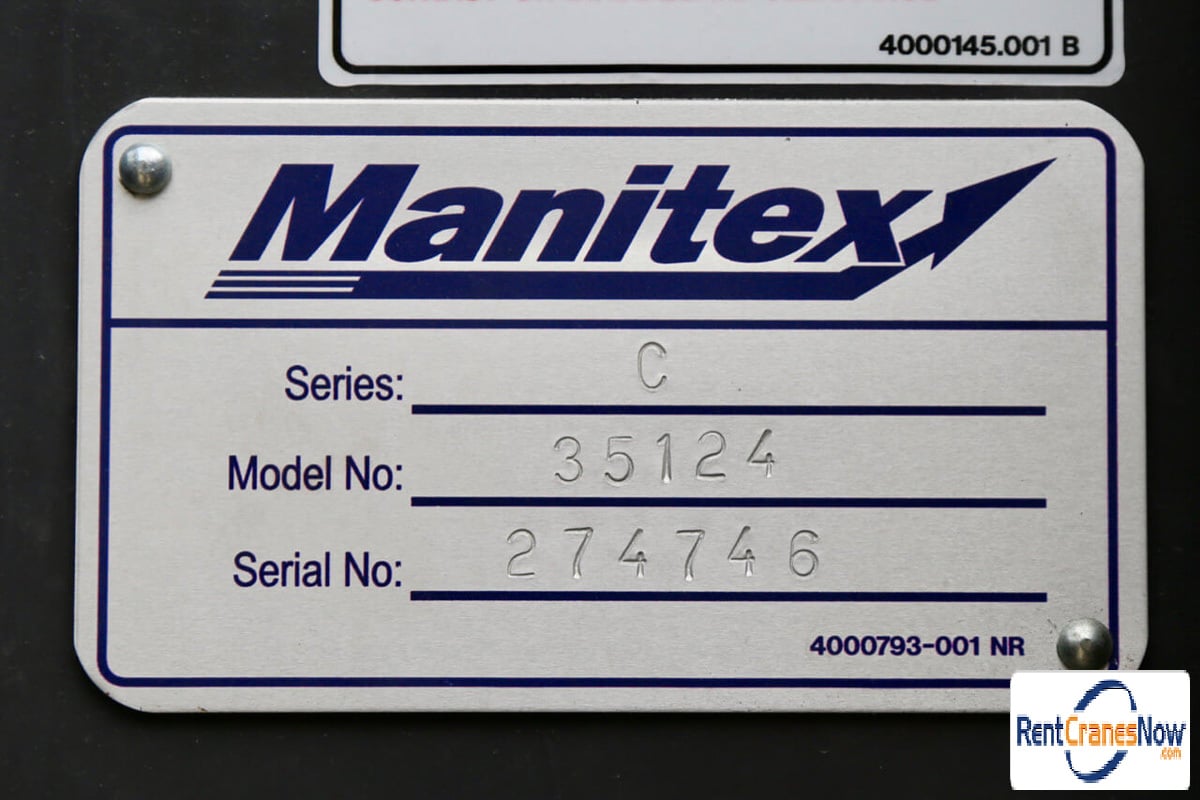 4000145.001 B
Manitex
Series: C
Model No: 35124
Serial No: 274746
4000793-001 NR
RentCranesNow
.com